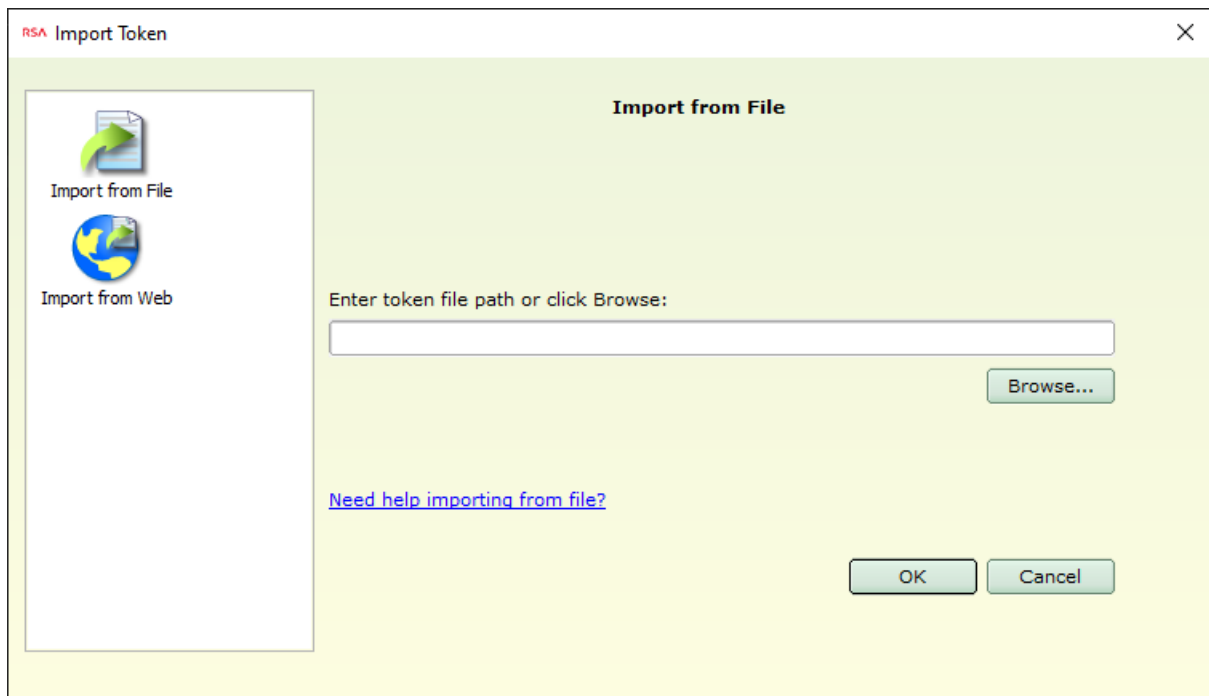 RSA Import Token
Import from File
Import from Web
Import from File
Enter token file path or click Browse:
Browse...
Need help importing from file?
OK
Cancel